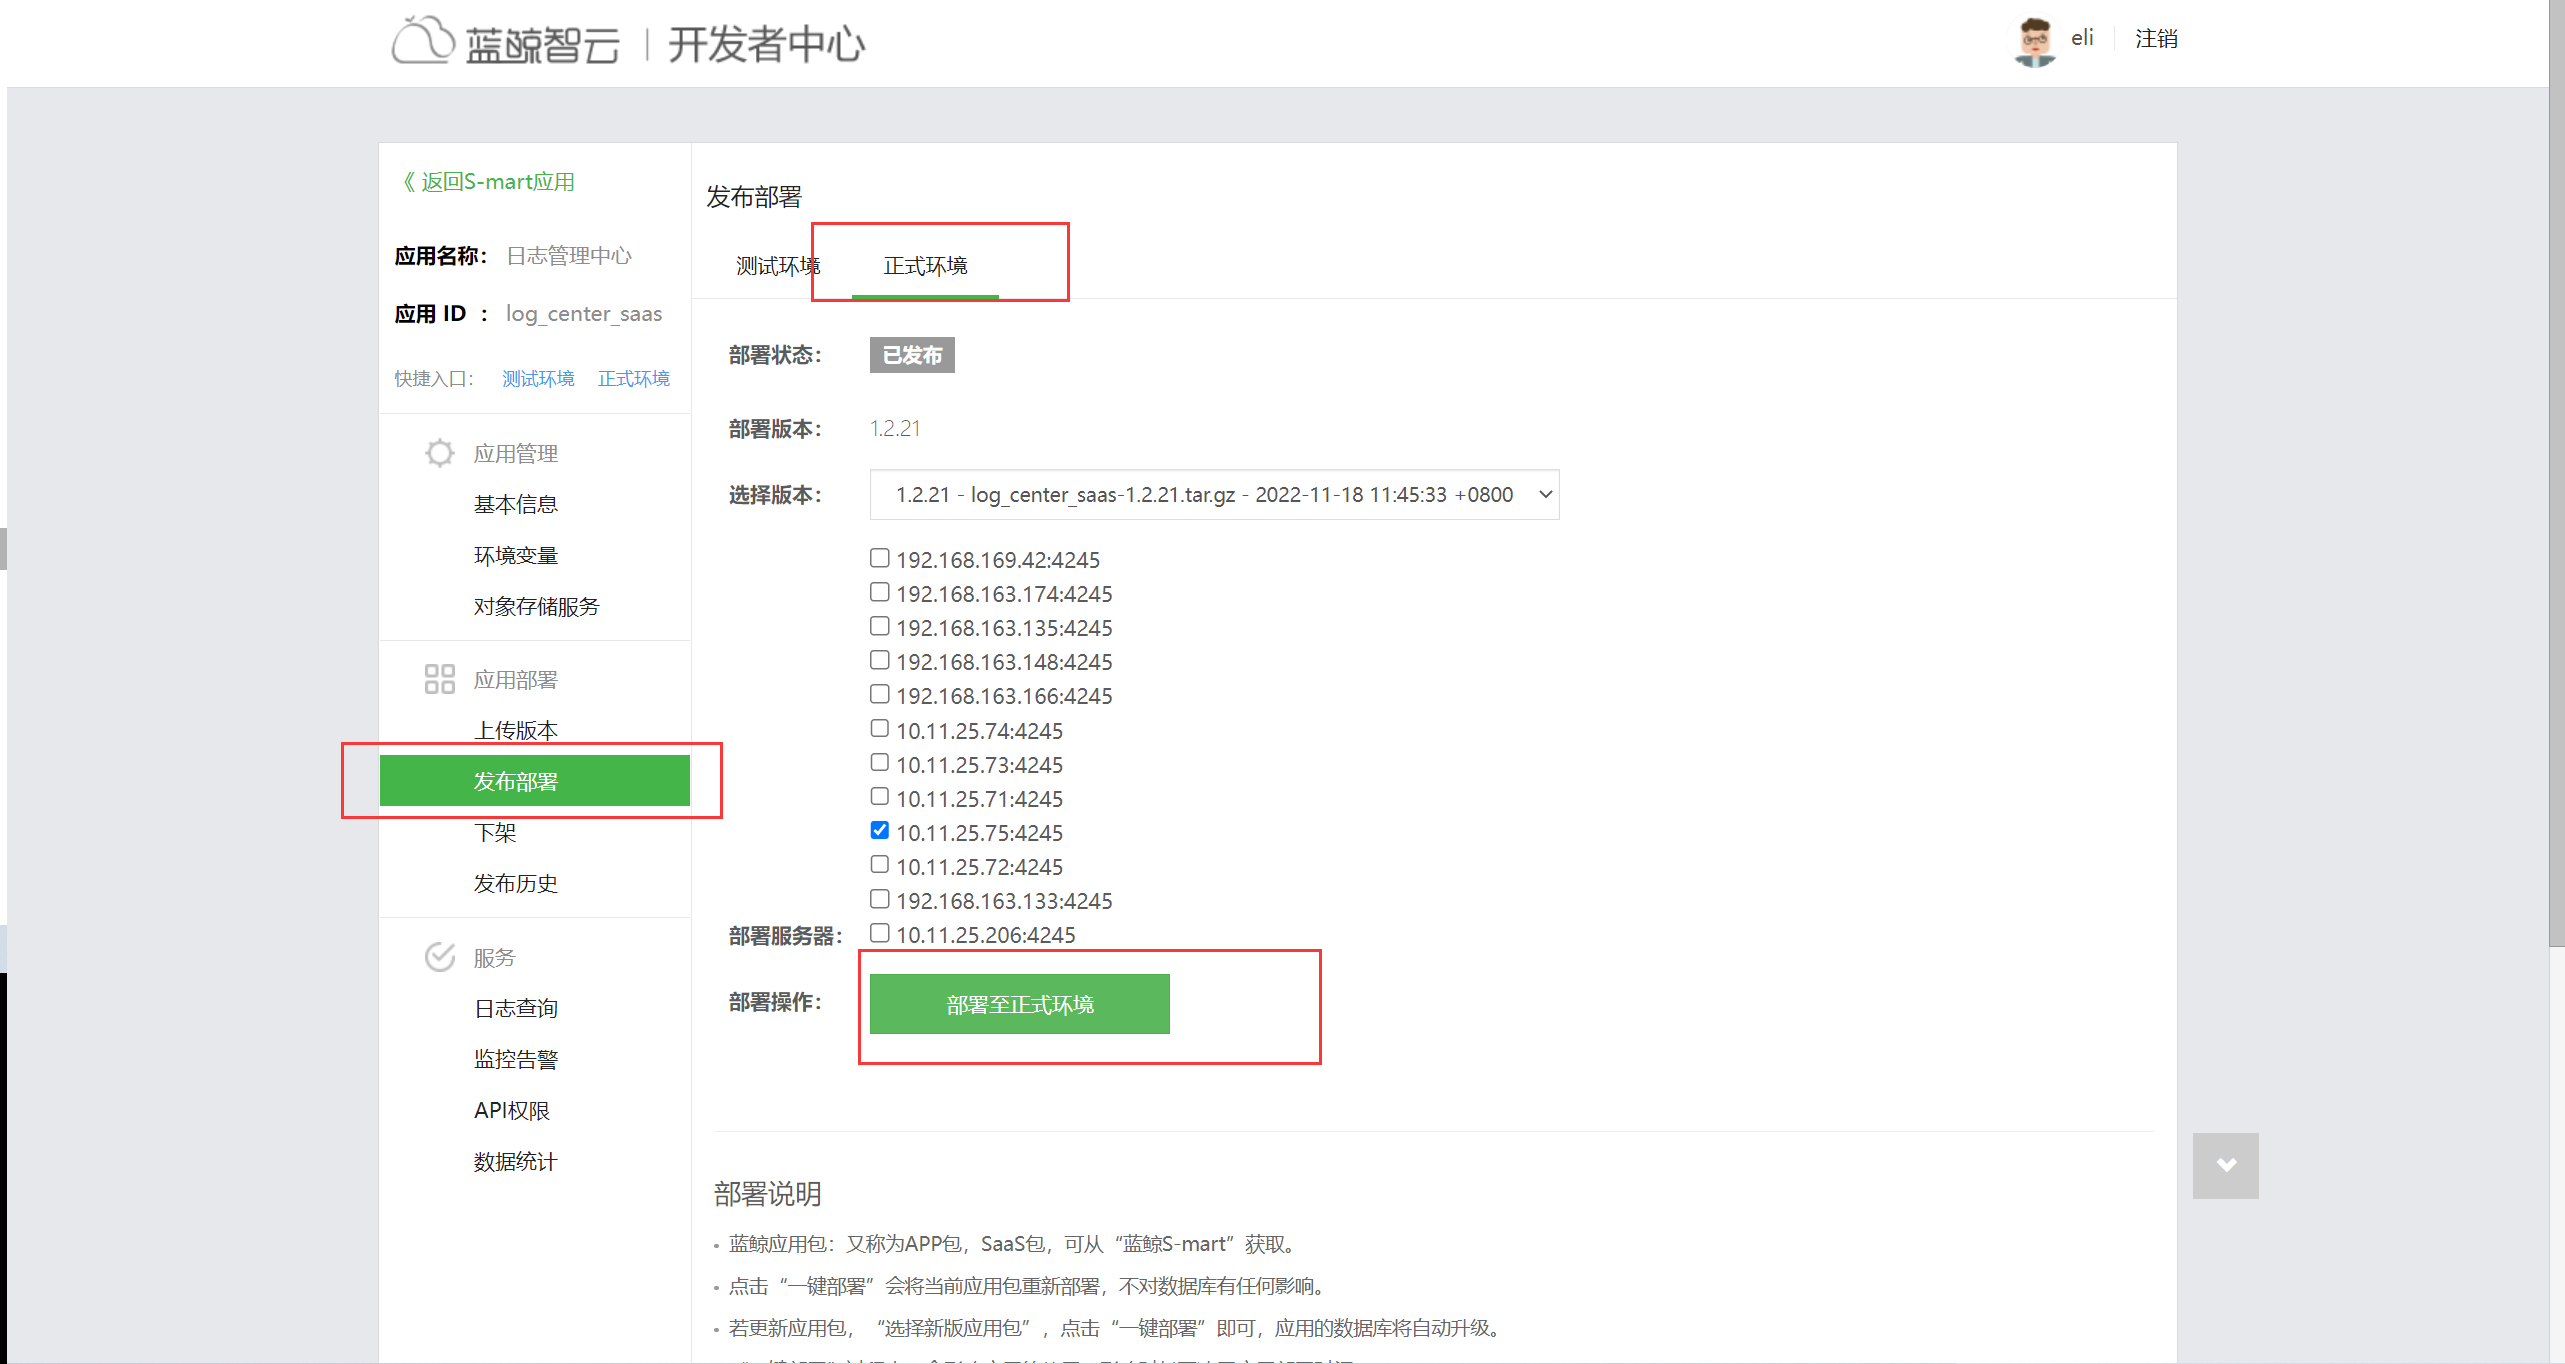 蓝鲸智云 | 开发者中心
eli 注销
《 返回S-mart应用
应用名称： 日志管理中心
应用 ID ： log_center_saas
快捷入口： 测试环境 正式环境
应用管理
基本信息
环境变量
对象存储服务
应用部署
上传版本
发布部署
下架
发布历史
服务
日志查询
监控告警
API权限
数据统计
发布部署
测试环境 正式环境
部署状态： 已发布
部署版本： 1.2.21
选择版本： 1.2.21 - log_center_saas-1.2.21.tar.gz - 2022-11-18 11:45:33 +0800
192.168.169.42:4245
192.168.163.174:4245
192.168.163.135:4245
192.168.163.148:4245
192.168.163.166:4245
10.11.25.74:4245
10.11.25.73:4245
10.11.25.71:4245
10.11.25.75:4245
10.11.25.72:4245
192.168.163.133:4245
部署服务器： 10.11.25.206:4245
部署操作： 部署至正式环境
部署说明
• 蓝鲸应用包：又称为APP包，SaaS包，可从“蓝鲸S-mart”获取。
• 点击“一键部署”会将当前应用包重新部署，不对数据库有任何影响。
• 若更新应用包，“选择新版应用包”，点击“一键部署”即可，应用的数据库将自动升级。